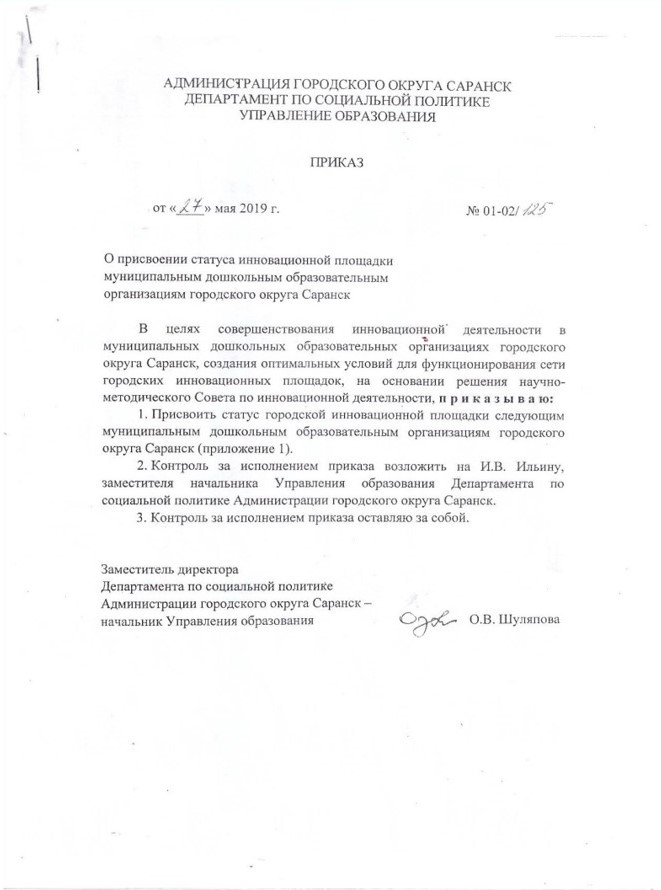 АДМИНИСТРАЦИЯ ГОРОДСКОГО ОКРУГА САРАНСК
ДЕПАРТАМЕНТ ПО СОЦИАЛЬНОЙ ПОЛИТИКЕ
УПРАВЛЕНИЕ ОБРАЗОВАНИЯ
ПРИКАЗ
от «27» мая 2019 г. № 01-02/125
О присвоении статуса инновационной площадки
муниципальным дошкольным образовательным
организациям городского округа Саранск
В целях совершенствования инновационной деятельности в
муниципальных дошкольных образовательных организациях городского
округа Саранск, создания оптимальных условий для функционирования сети
городских инновационных площадок, на основании решения научно-
методического Совета по инновационной деятельности, п р и к а з ы в а ю:
1. Присвоить статус городской инновационной площадки следующим
муниципальным дошкольным образовательным организациям городского
округа Саранск (приложение 1).
2. Контроль за исполнением приказа возложить на И.В. Ильину,
заместителя начальника Управления образования Департамента по
социальной политике Администрации городского округа Саранск.
3. Контроль за исполнением приказа оставляю за собой.
Заместитель директора
Департамента по социальной политике
Администрации городского округа Саранск –
начальник Управления образования О.В. Шуляпова